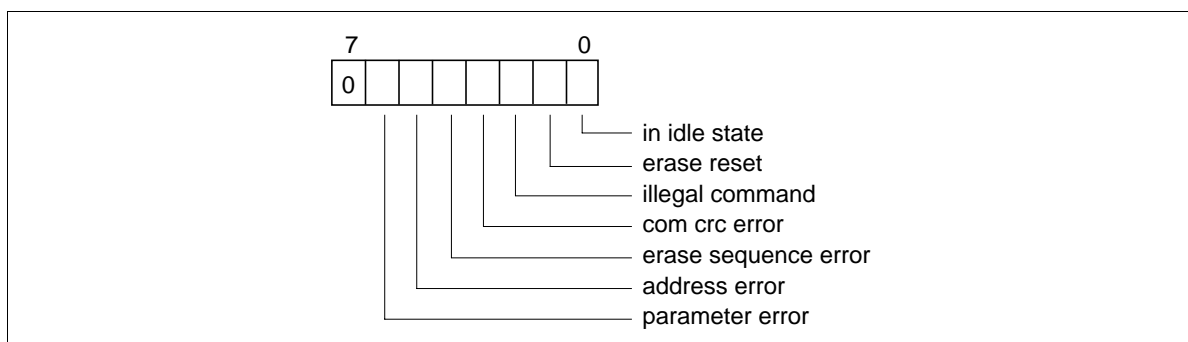 7 0
0
in idle state
erase reset
illegal command
com crc error
erase sequence error
address error
parameter error